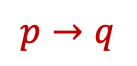 p → q